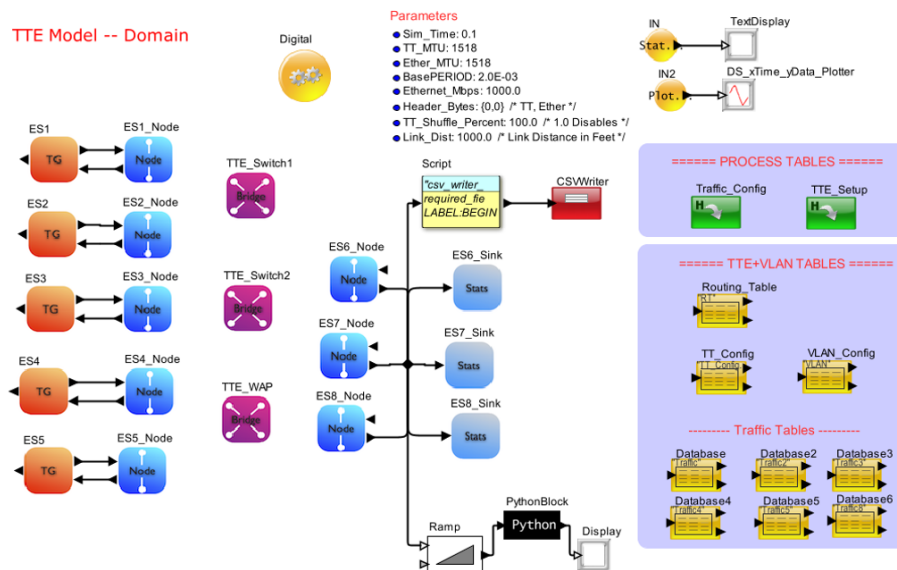 TTE Model -- Domain
Digital
Parameters
Sim_Time: 0.1
TT_MTU: 1518
Ether_MTU: 1518
BasePERIOD: 2.0E-03
Ethernet_Mbps: 1000.0
Header_Bytes: {0,0} /* TT, Ether */
TT_Shuffle_Percent: 100.0 /* 1.0 Disables */
Link_Dist: 1000.0 /* Link Distance in Feet */
IN
Stat..
TextDisplay
IN2
Plot..
DS_xTime_yData_Plotter
ES1
TG
ES1_Node
Node
ES2
TG
ES2_Node
Node
ES3
TG
ES3_Node
Node
ES4
TG
ES4_Node
Node
ES5
TG
ES5_Node
Node
TTE_Switch1
Bridge
TTE_Switch2
Bridge
TTE_WAP
Bridge
Script
"csv_writer_
required_fie
LABEL:BEGIN
CSVWriter
ES6_Node
Node
ES6_Sink
Stats
ES7_Node
Node
ES7_Sink
Stats
ES8_Node
Node
ES8_Sink
Stats
Ramp
PythonBlock
Python
Display
====== PROCESS TABLES ======
Traffic_Config
H
TTE_Setup
H
====== TTE+VLAN TABLES ======
Routing_Table
"RT"
TT_Config
"TT_Config"
VLAN_Config
"VLAN"
--------- Traffic Tables ---------
Database
"Traffic"
Database2
"Traffic2"
Database3
"Traffic3"
Database4
"Traffic4"
Database5
"Traffic5"
Database6
"Traffic8"